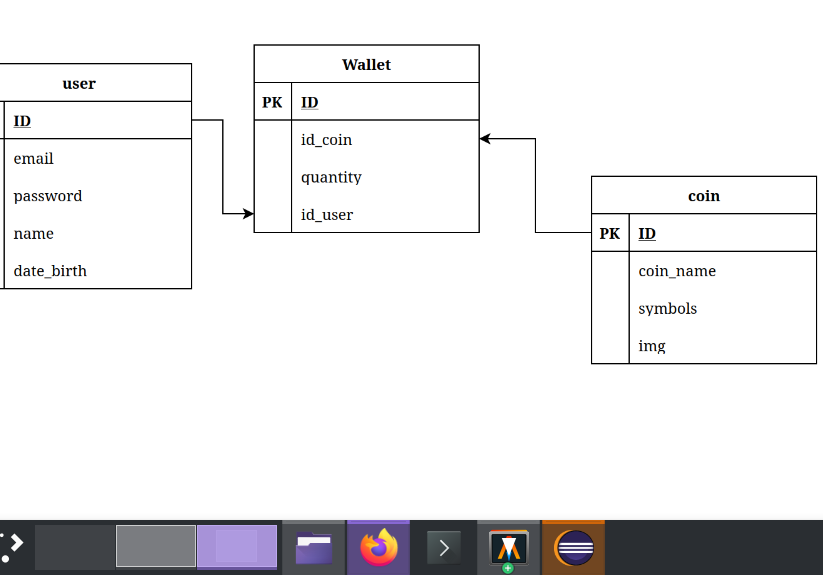 user
ID
email
password
name
date_birth
Wallet
PK ID
id_coin
quantity
id_user
coin
PK ID
coin_name
symbols
img